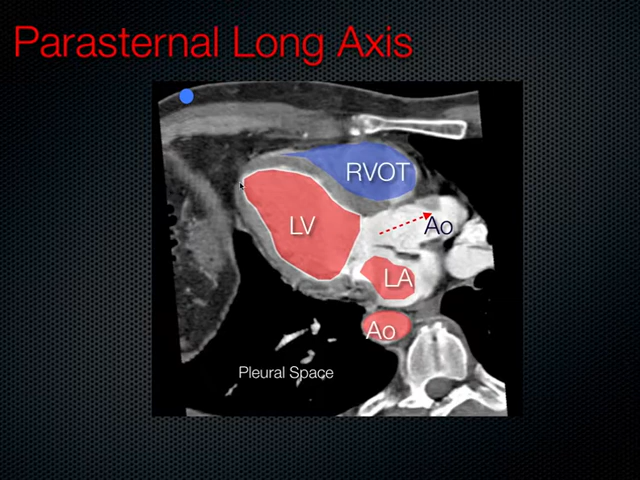 Parasternal Long Axis
RVOT
LV
Ao
LA
Ao
Pleural Space